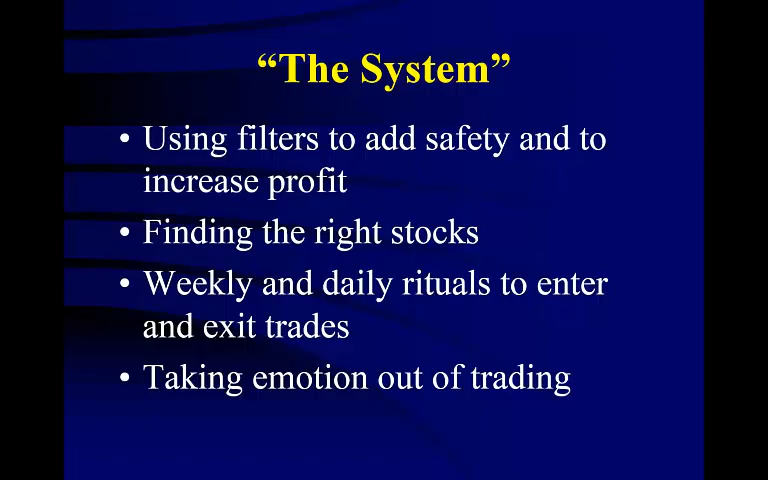 “The System”
• Using filters to add safety and to
increase profit
• Finding the right stocks
• Weekly and daily rituals to enter
and exit trades
• Taking emotion out of trading